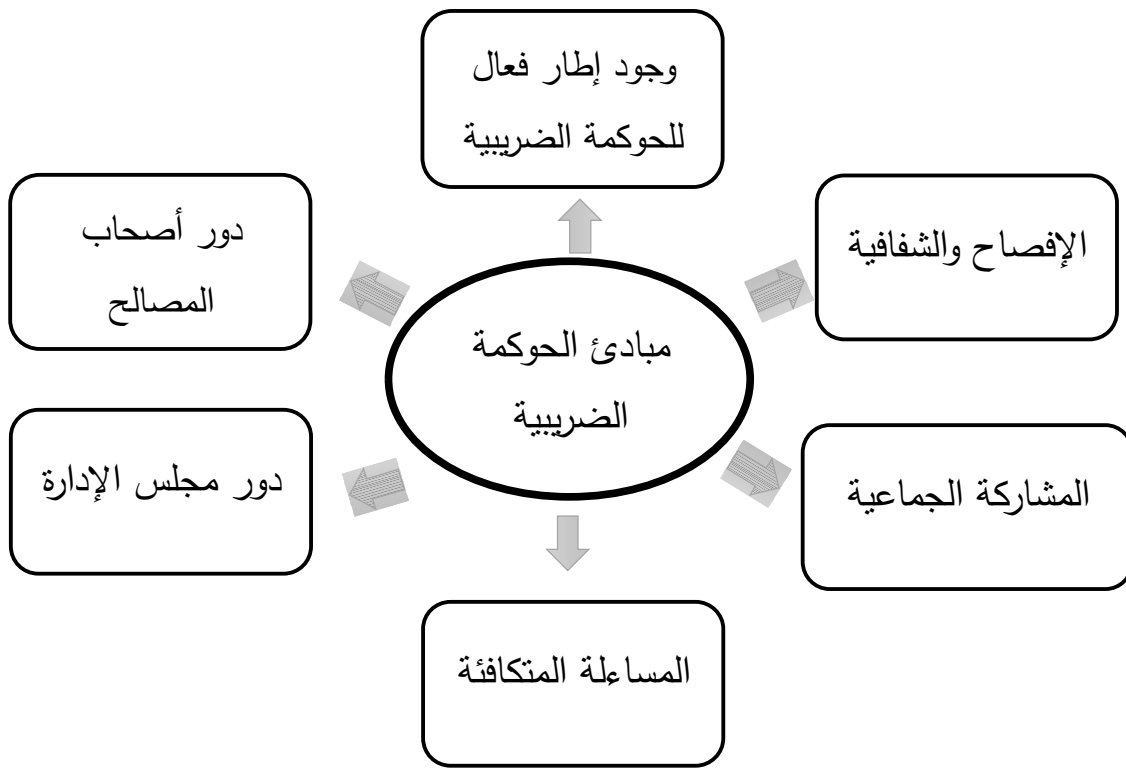 وجود إطار فعال
للحوكمة الضريبية
الإفصاح والشفافية
دور أصحاب
المصالح
مبادئ الحوكمة
الضريبية
المشاركة الجماعية
دور مجلس الإدارة
المساءلة المتكافئة